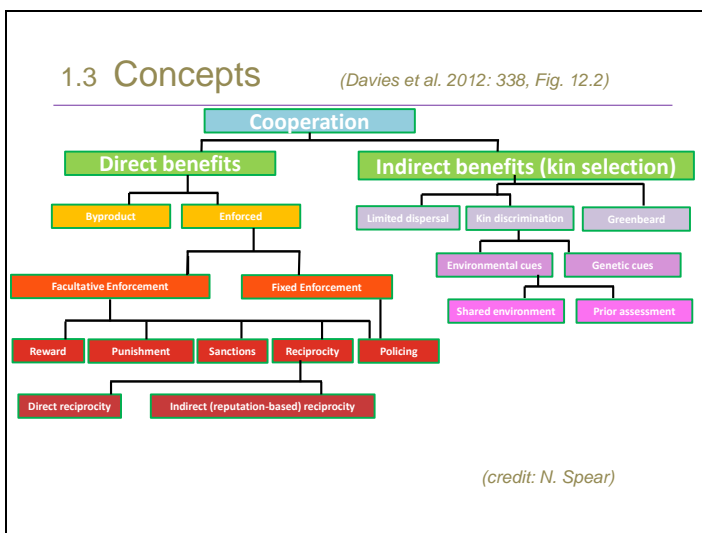 1.3 Concepts (Davies et al. 2012: 338, Fig. 12.2)
Cooperation
Direct benefits Indirect benefits (kin selection)
Byproduct Enforced Limited dispersal Kin discrimination Greenbeard
Environmental cues Genetic cues
Facultative Enforcement Fixed Enforcement
Shared environment Prior assessment
Reward Punishment Sanctions Reciprocity Policing
Direct reciprocity Indirect (reputation-based) reciprocity
(credit: N. Spear)